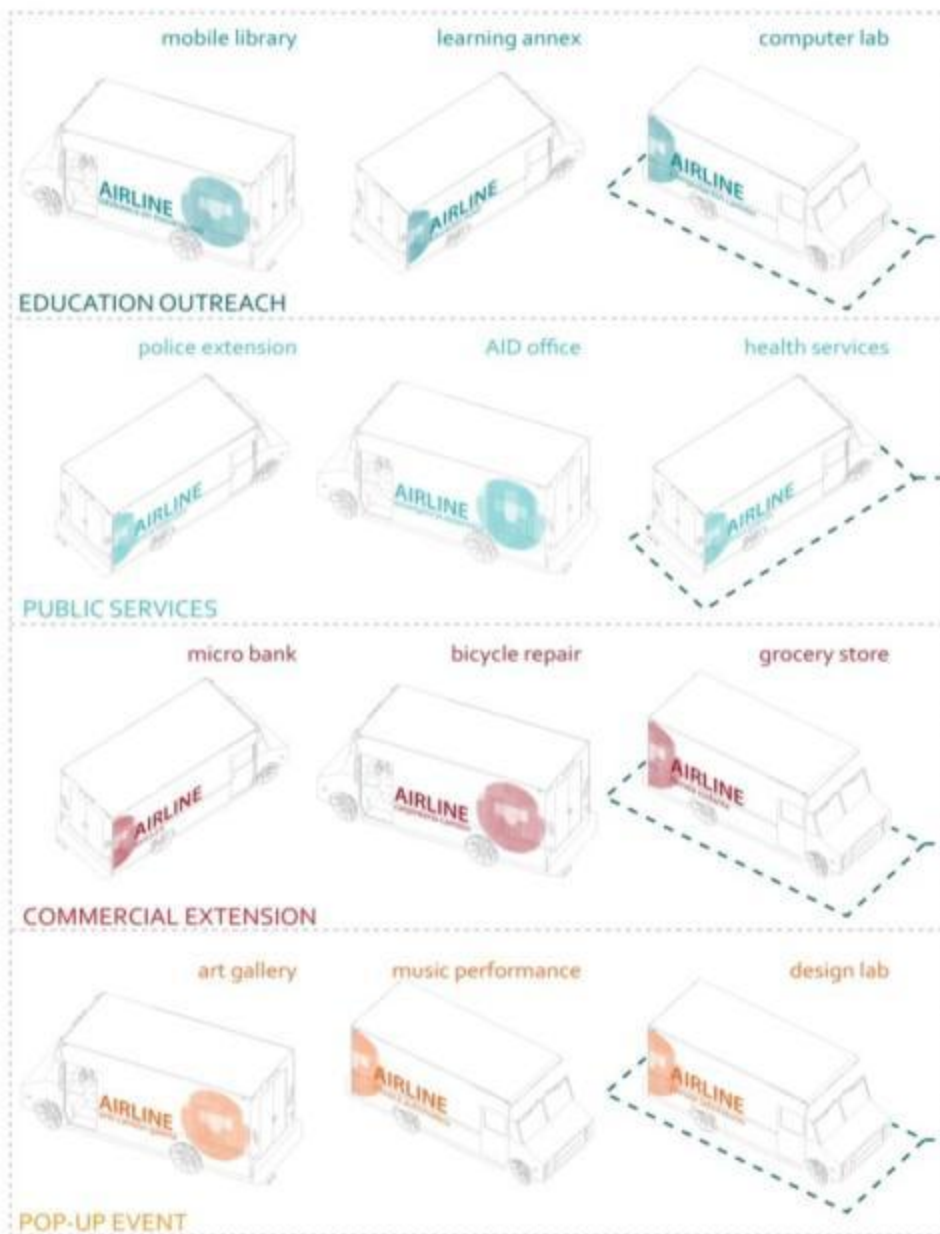 mobile library
learning annex
computer lab
AIRLINE
AIRLINE
AIRLINE
EDUCATION OUTREACH
police extension
AID office
health services
AIRLINE
AIRLINE
AIRLINE
PUBLIC SERVICES
micro bank
bicycle repair
grocery store
AIRLINE
AIRLINE
AIRLINE
COMMERCIAL EXTENSION
art gallery
music performance
design lab
AIRLINE
AIRLINE
AIRLINE
POP-UP EVENT